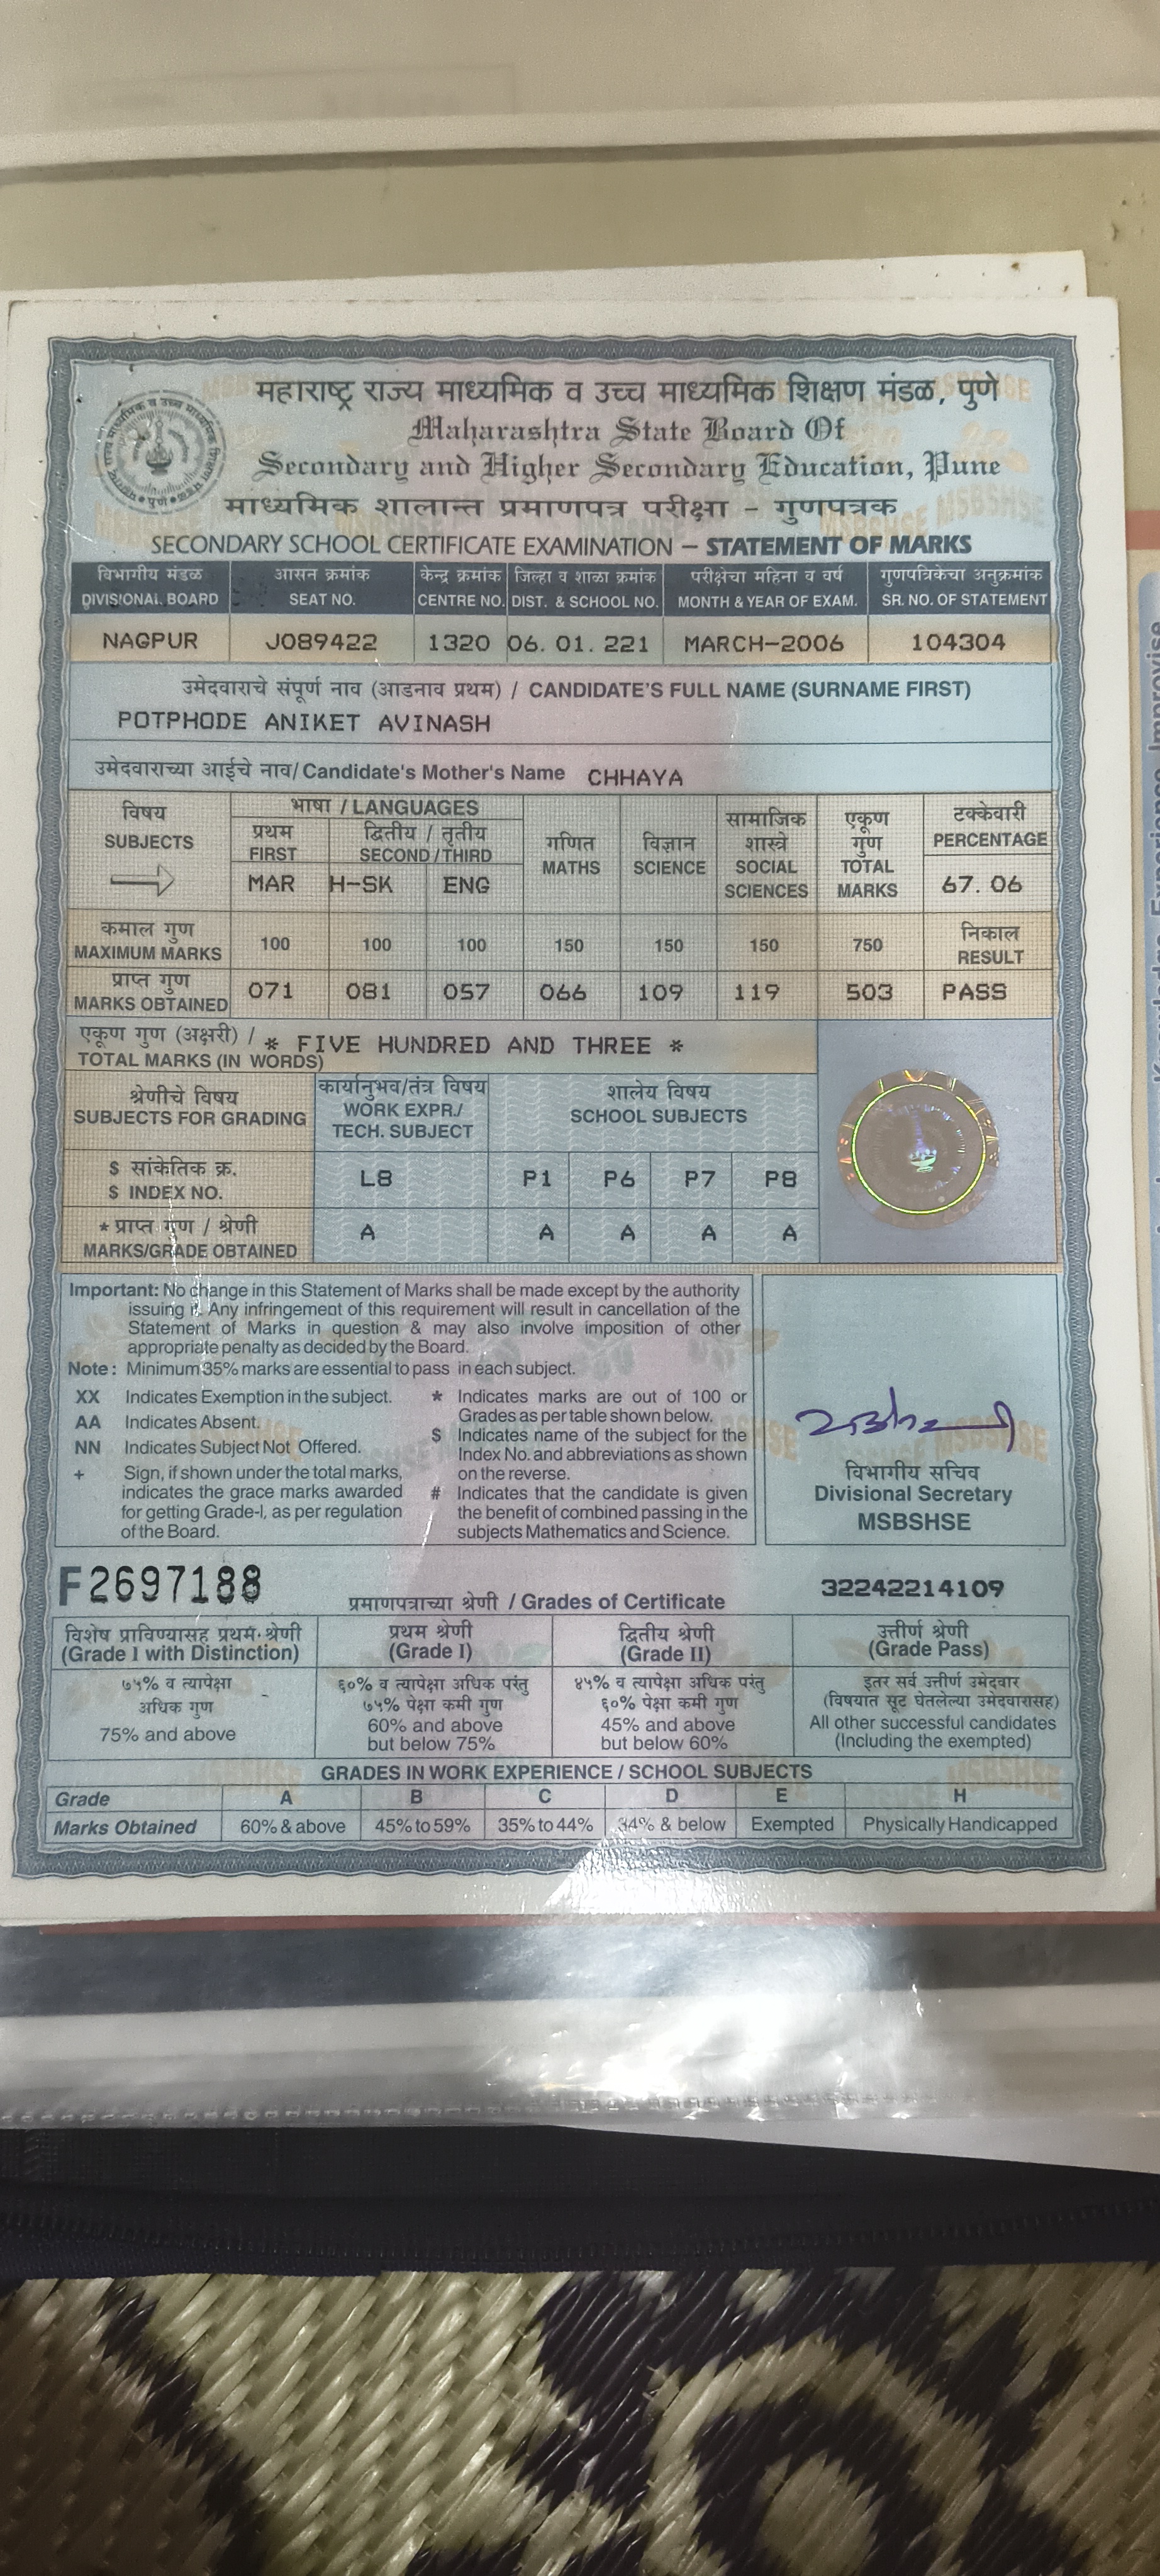 महाराष्ट्र राज्य माध्यमिक व उच्च माध्यमिक शिक्षण मंडळ, पुणे
Maharashtra State Board Of
Secondary and Higher Secondary Education, Pune
माध्यमिक शालान्त प्रमाणपत्र परीक्षा – गुणपत्रक
SECONDARY SCHOOL CERTIFICATE EXAMINATION – STATEMENT OF MARKS
विभागीय मंडळ आसन क्रमांक केन्द्र क्रमांक जिल्हा व शाळा क्रमांक परीक्षेचा महिना व वर्ष गुणपत्रिकेचा अनुक्रमांक
DIVISIONAL BOARD SEAT NO. CENTRE NO. DIST. & SCHOOL NO. MONTH & YEAR OF EXAM. SR. NO. OF STATEMENT
NAGPUR J089422 1320 06. 01. 221 MARCH-2006 104304
उमेदवाराचे संपूर्ण नाव (आडनाव प्रथम) / CANDIDATE'S FULL NAME (SURNAME FIRST)
POTPHODE ANIKET AVINASH
उमेदवाराच्या आईचे नाव/ Candidate's Mother's Name CHHAYA
विषय
SUBJECTS
भाषा / LANGUAGES
प्रथम
FIRST
द्वितीय / तृतीय
SECOND / THIRD
MAR H-SK ENG
गणित
MATHS
विज्ञान
SCIENCE
सामाजिक
शास्त्रे
SOCIAL
SCIENCES
एकूण
गुण
TOTAL
MARKS
टक्केवारी
PERCENTAGE
67. 06
कमाल गुण
MAXIMUM MARKS 100 100 100 150 150 150 750
निकाल
RESULT
प्राप्त गुण
MARKS OBTAINED 071 081 057 066 109 119 503 PASS
एकूण गुण (अक्षरी) /
TOTAL MARKS (IN WORDS) * FIVE HUNDRED AND THREE *
श्रेणीचे विषय
SUBJECTS FOR GRADING
कार्यानुभव/तंत्र विषय
WORK EXPR./
TECH. SUBJECT
शालेय विषय
SCHOOL SUBJECTS
$ सांकेतिक क्र.
$ INDEX NO. L8 P1 P6 P7 P8
* प्राप्त गुण / श्रेणी
MARKS/GRADE OBTAINED A A A A A
Important: No change in this Statement of Marks shall be made except by the authority
issuing it. Any infringement of this requirement will result in cancellation of the
Statement of Marks in question & may also involve imposition of other
appropriate penalty as decided by the Board.
Note : Minimum 35% marks are essential to pass in each subject.
XX Indicates Exemption in the subject.
AA Indicates Absent.
NN Indicates Subject Not Offered.
+ Sign, if shown under the total marks,
indicates the grace marks awarded
for getting Grade-I, as per regulation
of the Board.
* Indicates marks are out of 100 or
Grades as per table shown below.
$ Indicates name of the subject for the
Index No. and abbreviations as shown
on the reverse.
# Indicates that the candidate is given
the benefit of combined passing in the
subjects Mathematics and Science.
विभागीय सचिव
Divisional Secretary
MSBSHSE
F2697188
प्रमाणपत्राच्या श्रेणी / Grades of Certificate
32242214109
विशेष प्राविण्यासह प्रथम श्रेणी
(Grade I with Distinction)
प्रथम श्रेणी
(Grade I)
द्वितीय श्रेणी
(Grade II)
उत्तीर्ण श्रेणी
(Grade Pass)
७५% व त्यापेक्षा
अधिक गुण
75% and above
६०% व त्यापेक्षा अधिक परंतु
७५% पेक्षा कमी गुण
60% and above
but below 75%
४५% व त्यापेक्षा अधिक परंतु
६०% पेक्षा कमी गुण
45% and above
but below 60%
इतर सर्व उत्तीर्ण उमेदवार
(विषयात सूट घेतलेल्या उमेदवारासह)
All other successful candidates
(Including the exempted)
GRADES IN WORK EXPERIENCE / SCHOOL SUBJECTS
Grade A B C D E H
Marks Obtained 60% & above 45% to 59% 35% to 44% 34% & below Exempted Physically Handicapped